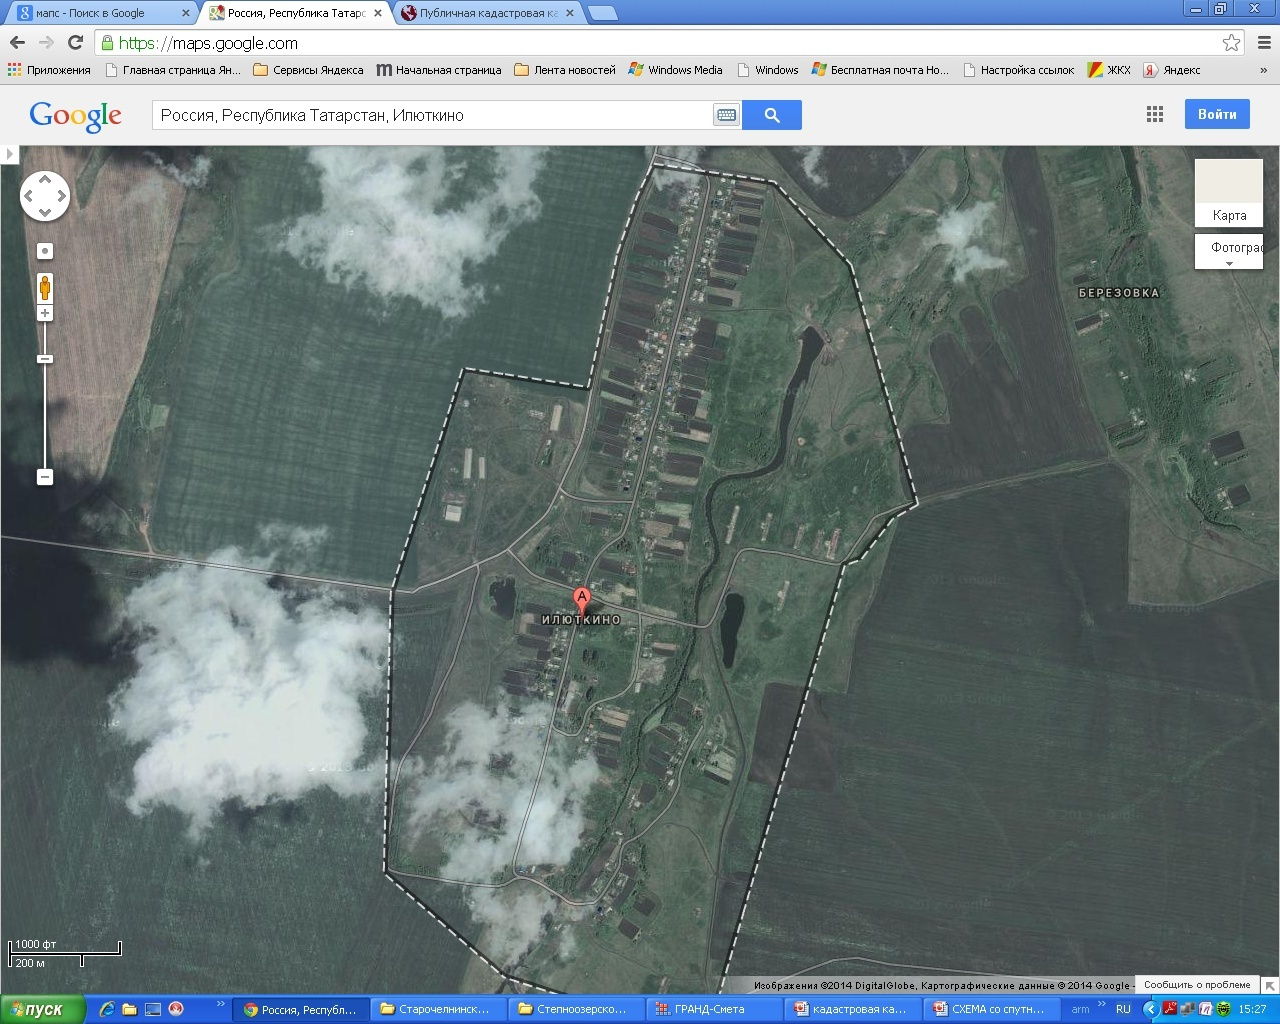 мапс - Поиск в Google
Россия, Республика Татарс
Публичная кадастровая ка
https://maps.google.com
Приложения
Главная страница Ян...
Сервисы Яндекса
Начальная страница
Лента новостей
Windows Media
Windows
Бесплатная почта Ho...
Настройка ссылок
ЖКХ
Яндекс
»
Google
Россия, Республика Татарстан, Илюткино
Войти
Карта
Фотограф
БЕРЕЗОВКА
A
ИЛЮТКИНО
1000 фт
200 м
Изображения ©2014 DigitalGlobe, Картографические данные © 2014 Google -
Сообщить о проблеме
пуск
»
Россия, Республ...
Старочелнинск...
Степноозерско...
ГРАНД-Смета
кадастровая ка...
СХЕМА со спутн...
arm
»
RU
15:27